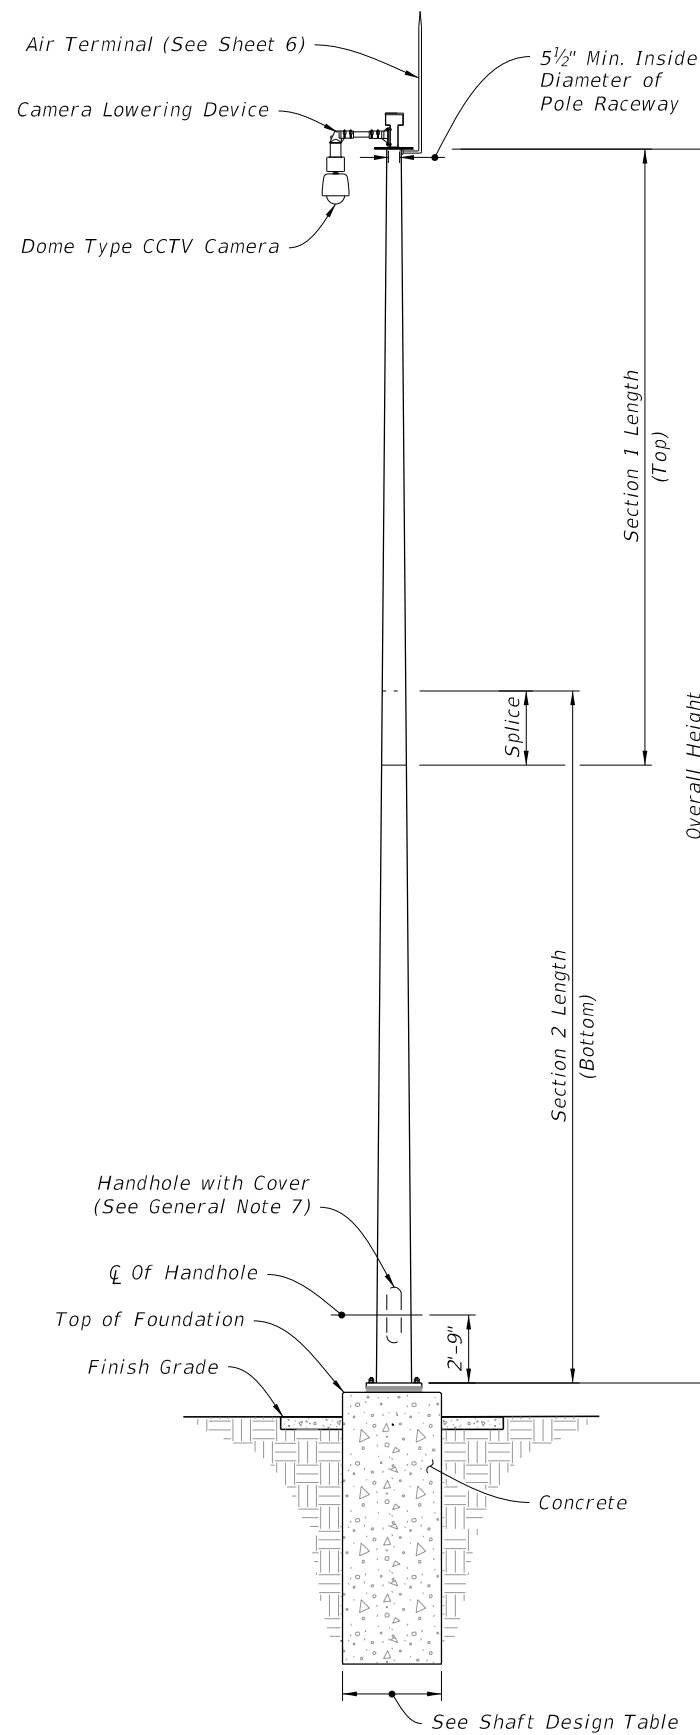 Air Terminal (See Sheet 6)
5½" Min. Inside
Diameter of
Pole Raceway
Camera Lowering Device
Dome Type CCTV Camera
Section 1 Length
(Top)
Splice
Overall Height
Section 2 Length
(Bottom)
Handhole with Cover
(See General Note 7)
℄ Of Handhole
2'-9"
Top of Foundation
Finish Grade
Concrete
See Shaft Design Table